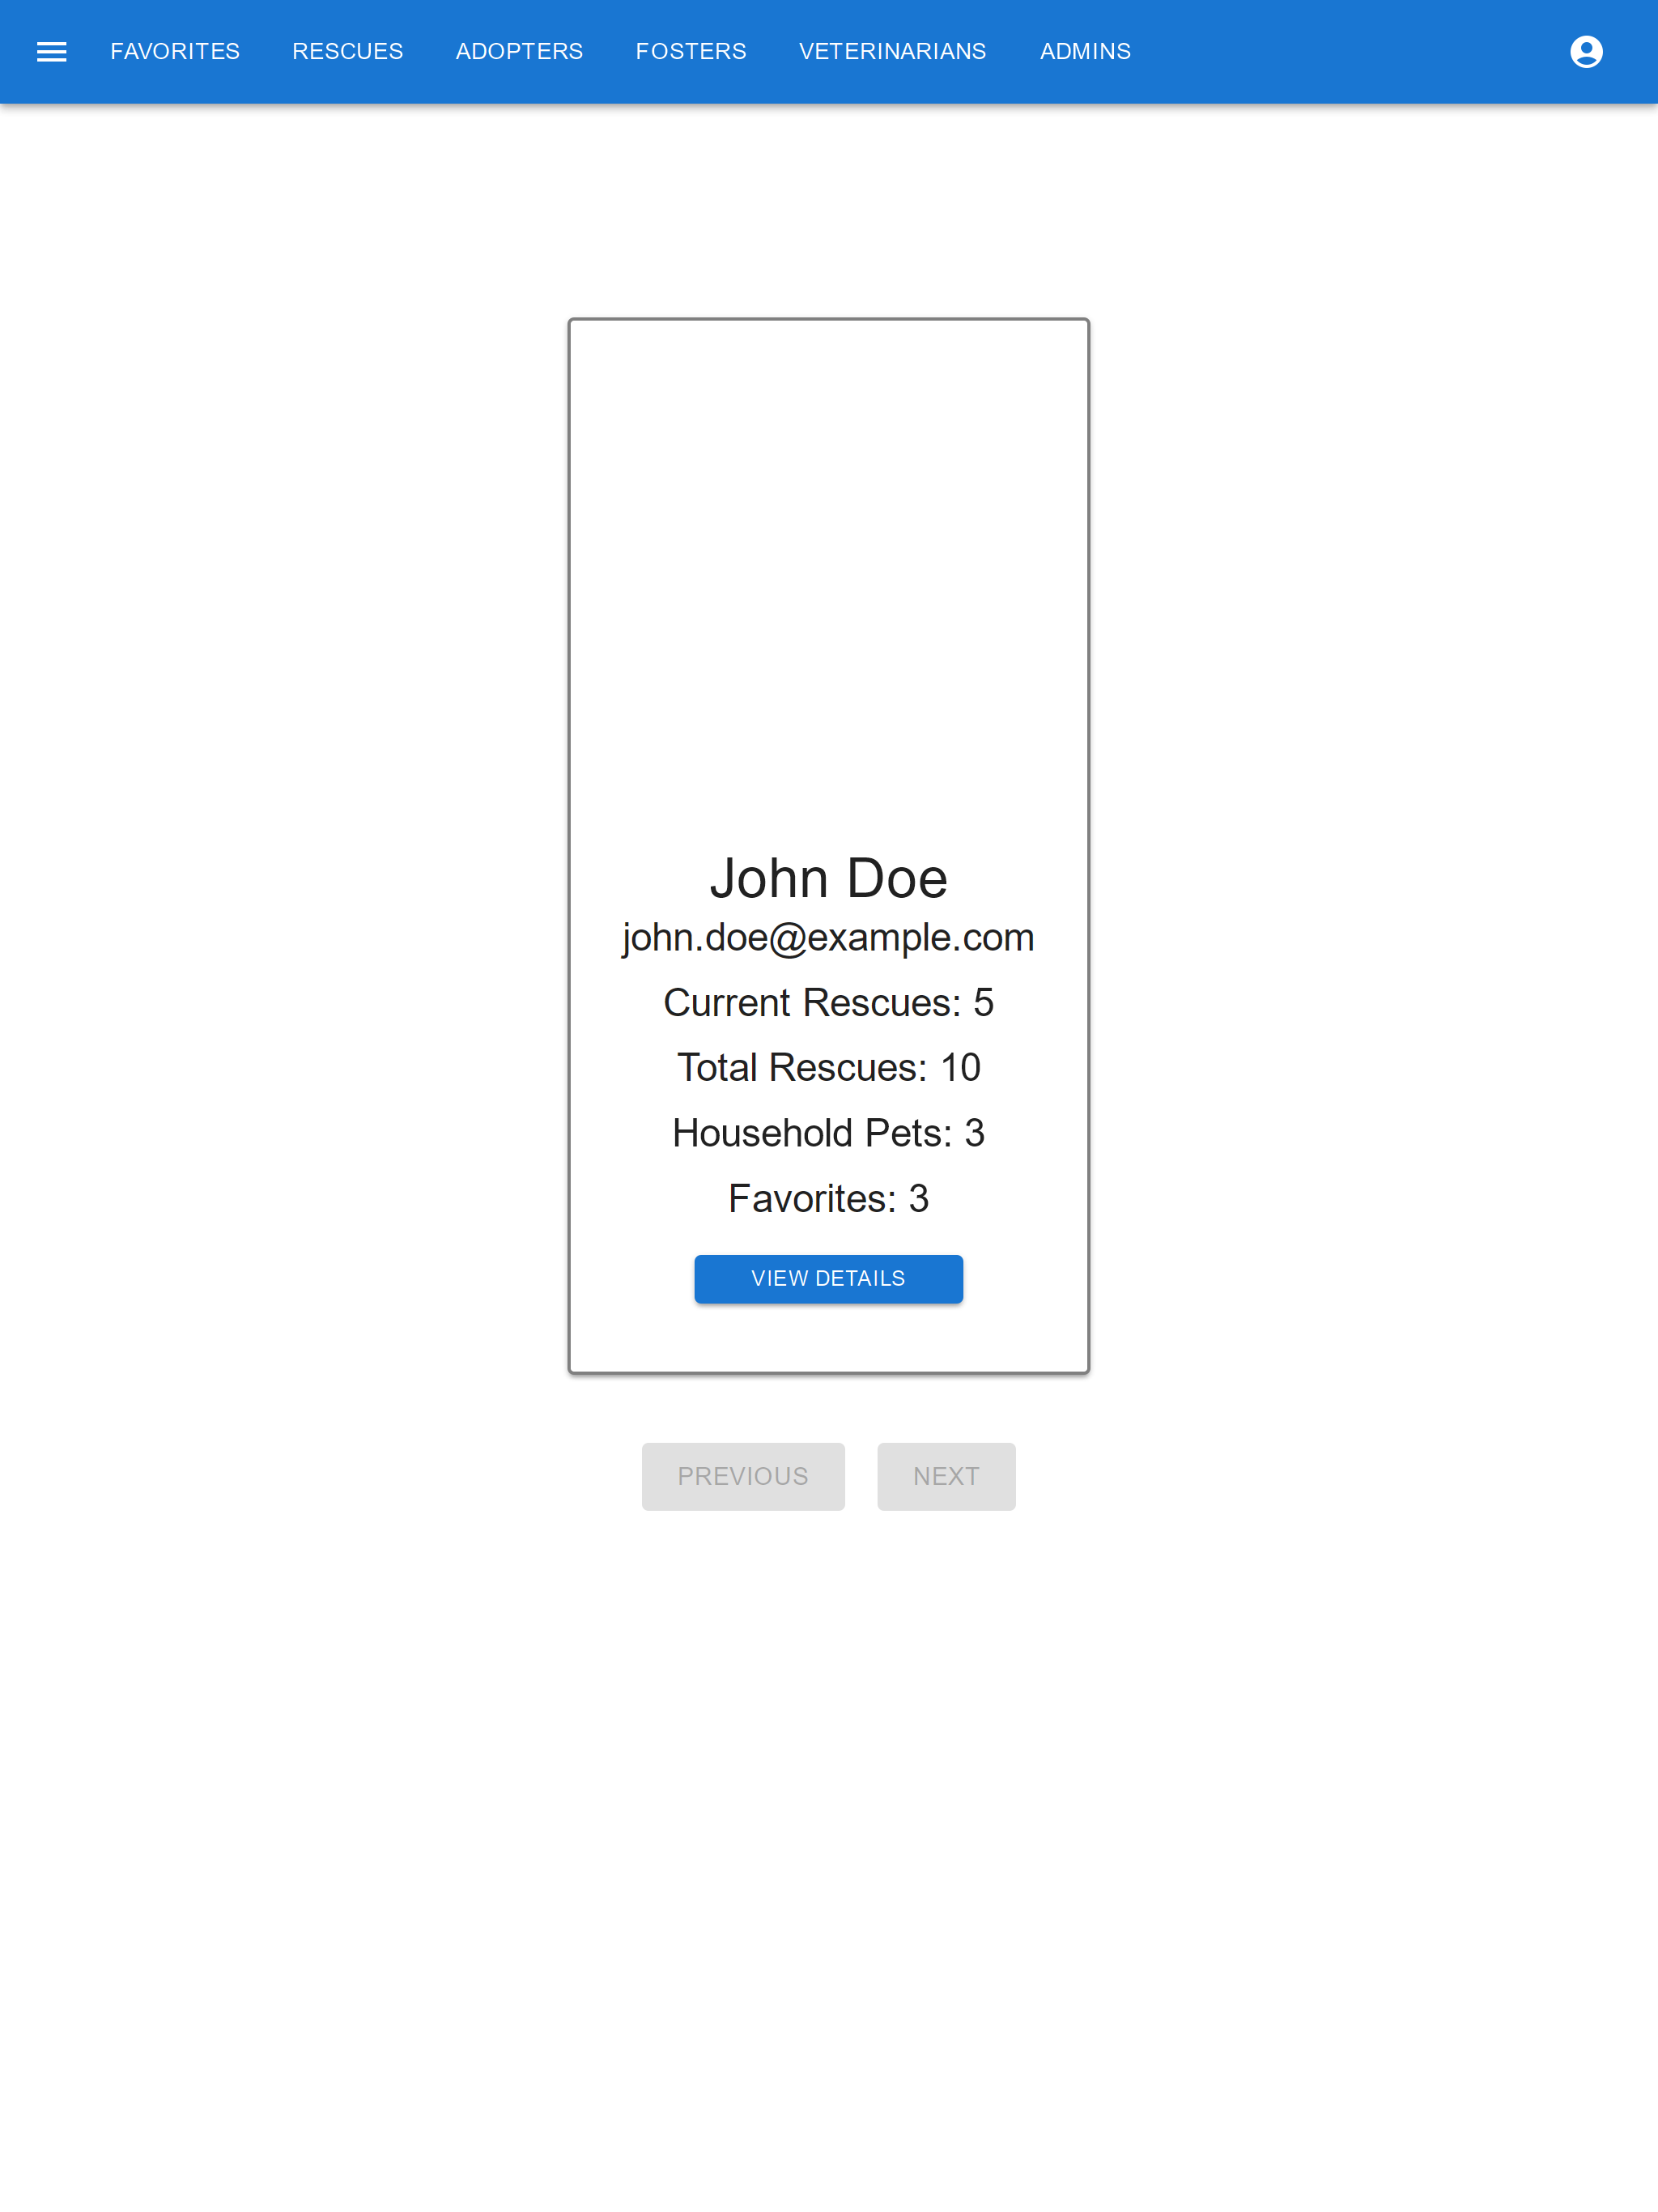 FAVORITES RESCUES ADOPTERS FOSTERS VETERINARIANS ADMINS
John Doe
john.doe@example.com
Current Rescues: 5
Total Rescues: 10
Household Pets: 3
Favorites: 3
VIEW DETAILS
PREVIOUS NEXT